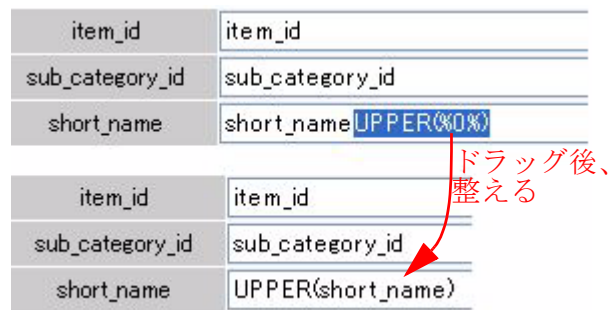 item_id item_id
sub_category_id sub_category_id
short_name short_nameUPPER(%0%)
ドラッグ後、
整える
item_id item_id
sub_category_id sub_category_id
short_name UPPER(short_name)